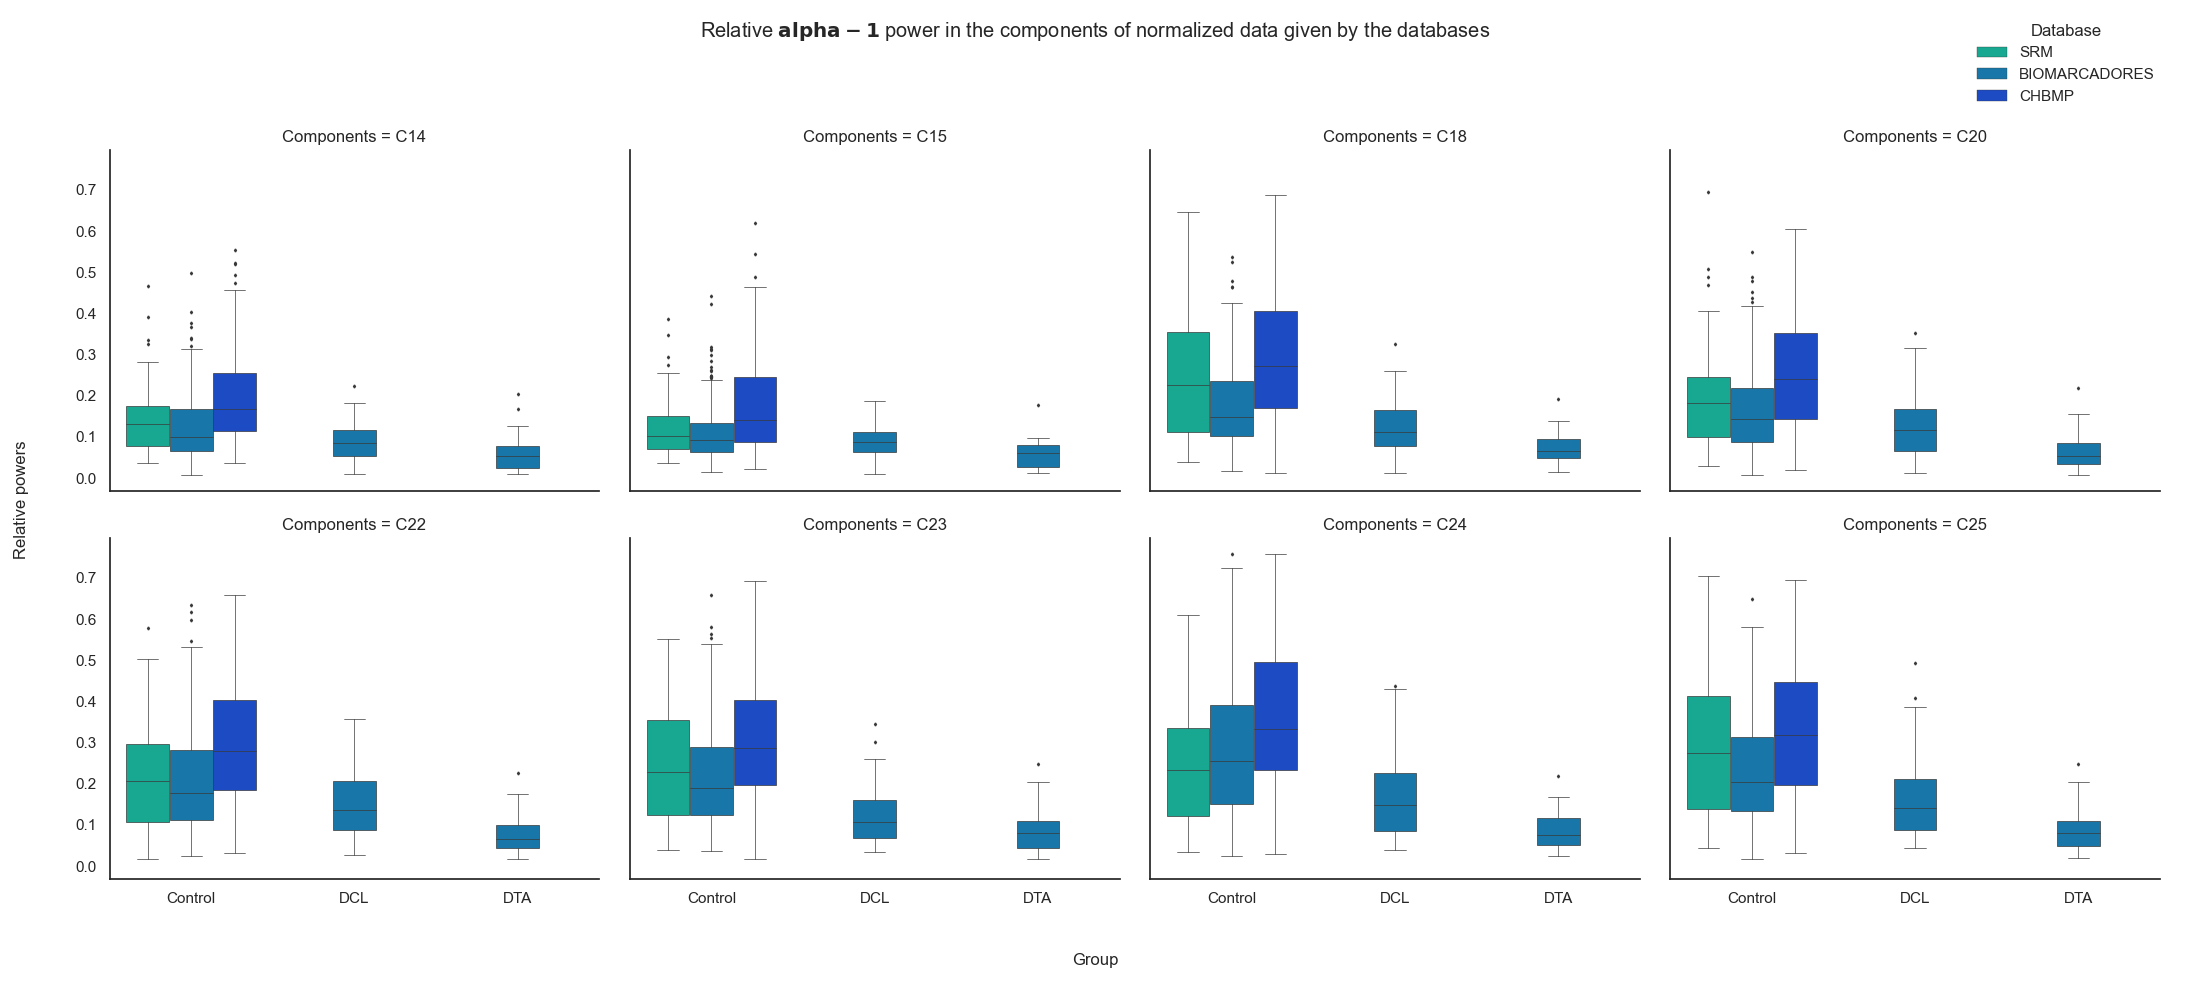 Relative alpha − 1 power in the components of normalized data given by the databases
Database
SRM
BIOMARCADORES
CHBMP
Components = C14
Components = C15
Components = C18
Components = C20
0.7
0.6
0.5
0.4
0.3
0.2
0.1
0.0
Relative powers
Components = C22
Components = C23
Components = C24
Components = C25
0.7
0.6
0.5
0.4
0.3
0.2
0.1
0.0
Control DCL DTA
Control DCL DTA
Control DCL DTA
Control DCL DTA
Group